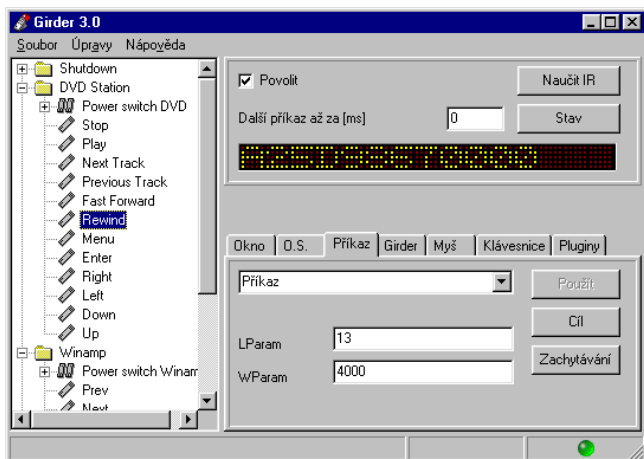 Girder 3.0
Soubor Úpravy Nápověda
Shutdown
DVD Station
Power switch DVD
Stop
Play
Next Track
Previous Track
Fast Forward
Rewind
Menu
Enter
Right
Left
Down
Up
Winamp
Power switch Winam
Prev
Next
Povolit
Naučit IR
Další příkaz až za [ms]
0
Stav
A25D38670000
Okno O.S. Příkaz Girder Myš Klávesnice Pluginy
Příkaz
Použít
Cíl
LParam
13
Zachytávání
WParam
4000